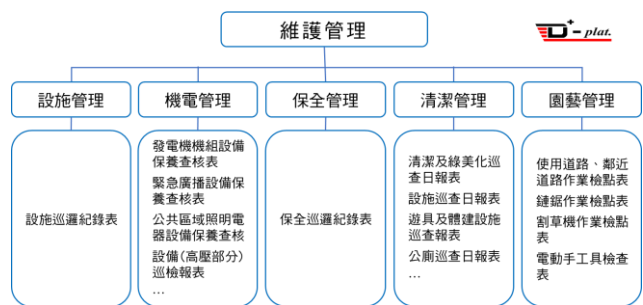 維護管理
D+-plat.
設施管理
機電管理
保全管理
清潔管理
園藝管理
設施巡邏紀錄表
發電機機組設備
保養查核表
緊急廣播設備保
養查核表
公共區域照明電
器設備保養查核
設備(高壓部分)
巡檢報表
…
保全巡邏紀錄表
清潔及綠美化巡
查日報表
設施巡查日報表
遊具及體建設施
巡查報表
公廁巡查日報表
…
使用道路、鄰近
道路作業檢點表
鏈鋸作業檢點表
割草機作業檢點
表
電動手工具檢查
表